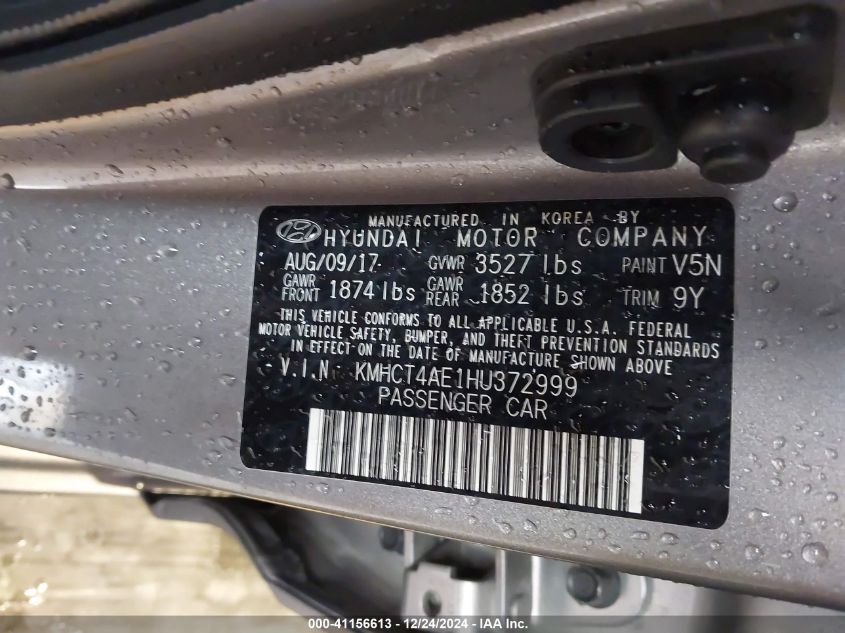 MANUFACTURED IN KOREA BY
HYUNDAI MOTOR COMPANY
AUG/09/17 GVWR 3527 lbs PAINT V5N
GAWR FRONT 1874 lbs GAWR REAR 1852 lbs TRIM 9Y
THIS VEHICLE CONFORMS TO ALL APPLICABLE U.S.A. FEDERAL
MOTOR VEHICLE SAFETY, BUMPER, AND THEFT PREVENTION STANDARDS
IN EFFECT ON THE DATE OF MANUFACTURE SHOWN ABOVE
V.I.N KMHCT4AE1HU372999
PASSENGER CAR
000-41156613 - 12/24/2024 - IAA Inc.